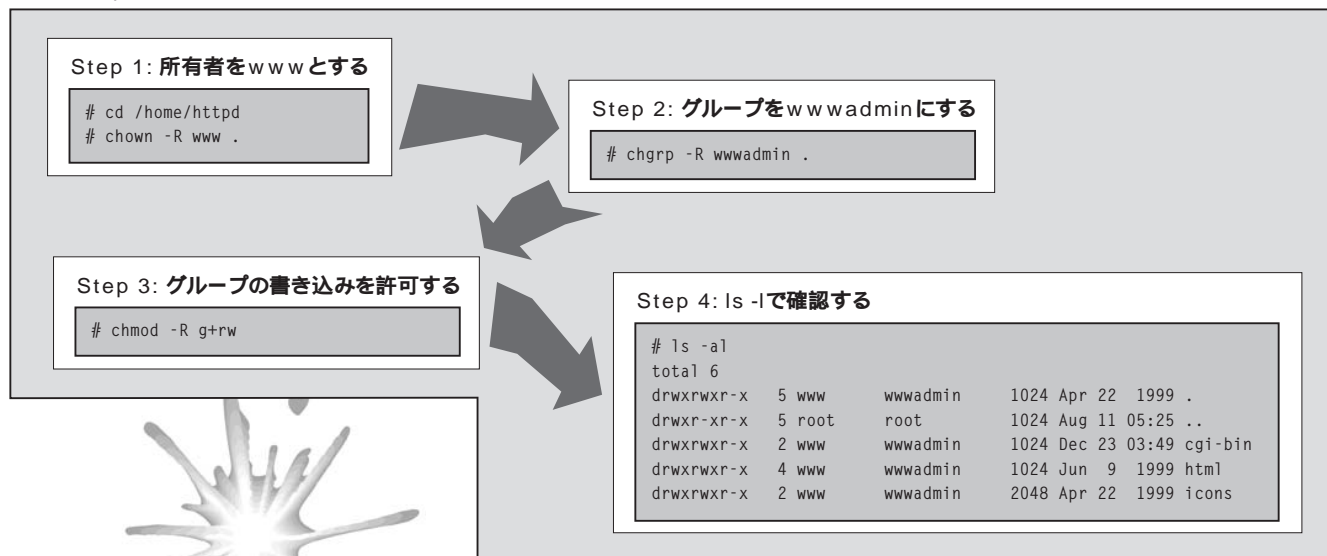 Step 1: 所有者をwwwとする
# cd /home/httpd
# chown -R www .
Step 2: グループをwwwadminにする
# chgrp -R wwwadmin .
Step 3: グループの書き込みを許可する
# chmod -R g+rw
Step 4: ls -lで確認する
# ls -al
total 6
drwxrwxr-x 5 www wwwadmin 1024 Apr 22 1999 .
drwxr-xr-x 5 root root 1024 Aug 11 05:25 ..
drwxrwxr-x 2 www wwwadmin 1024 Dec 23 03:49 cgi-bin
drwxrwxr-x 4 www wwwadmin 1024 Jun 9 1999 html
drwxrwxr-x 2 www wwwadmin 2048 Apr 22 1999 icons